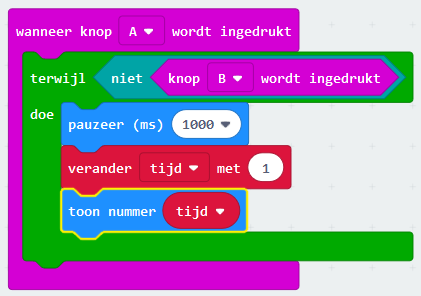 wanneer knop A wordt ingedrukt
terwijl niet knop B wordt ingedrukt
doe
pauzeer (ms) 1000
verander tijd met 1
toon nummer tijd